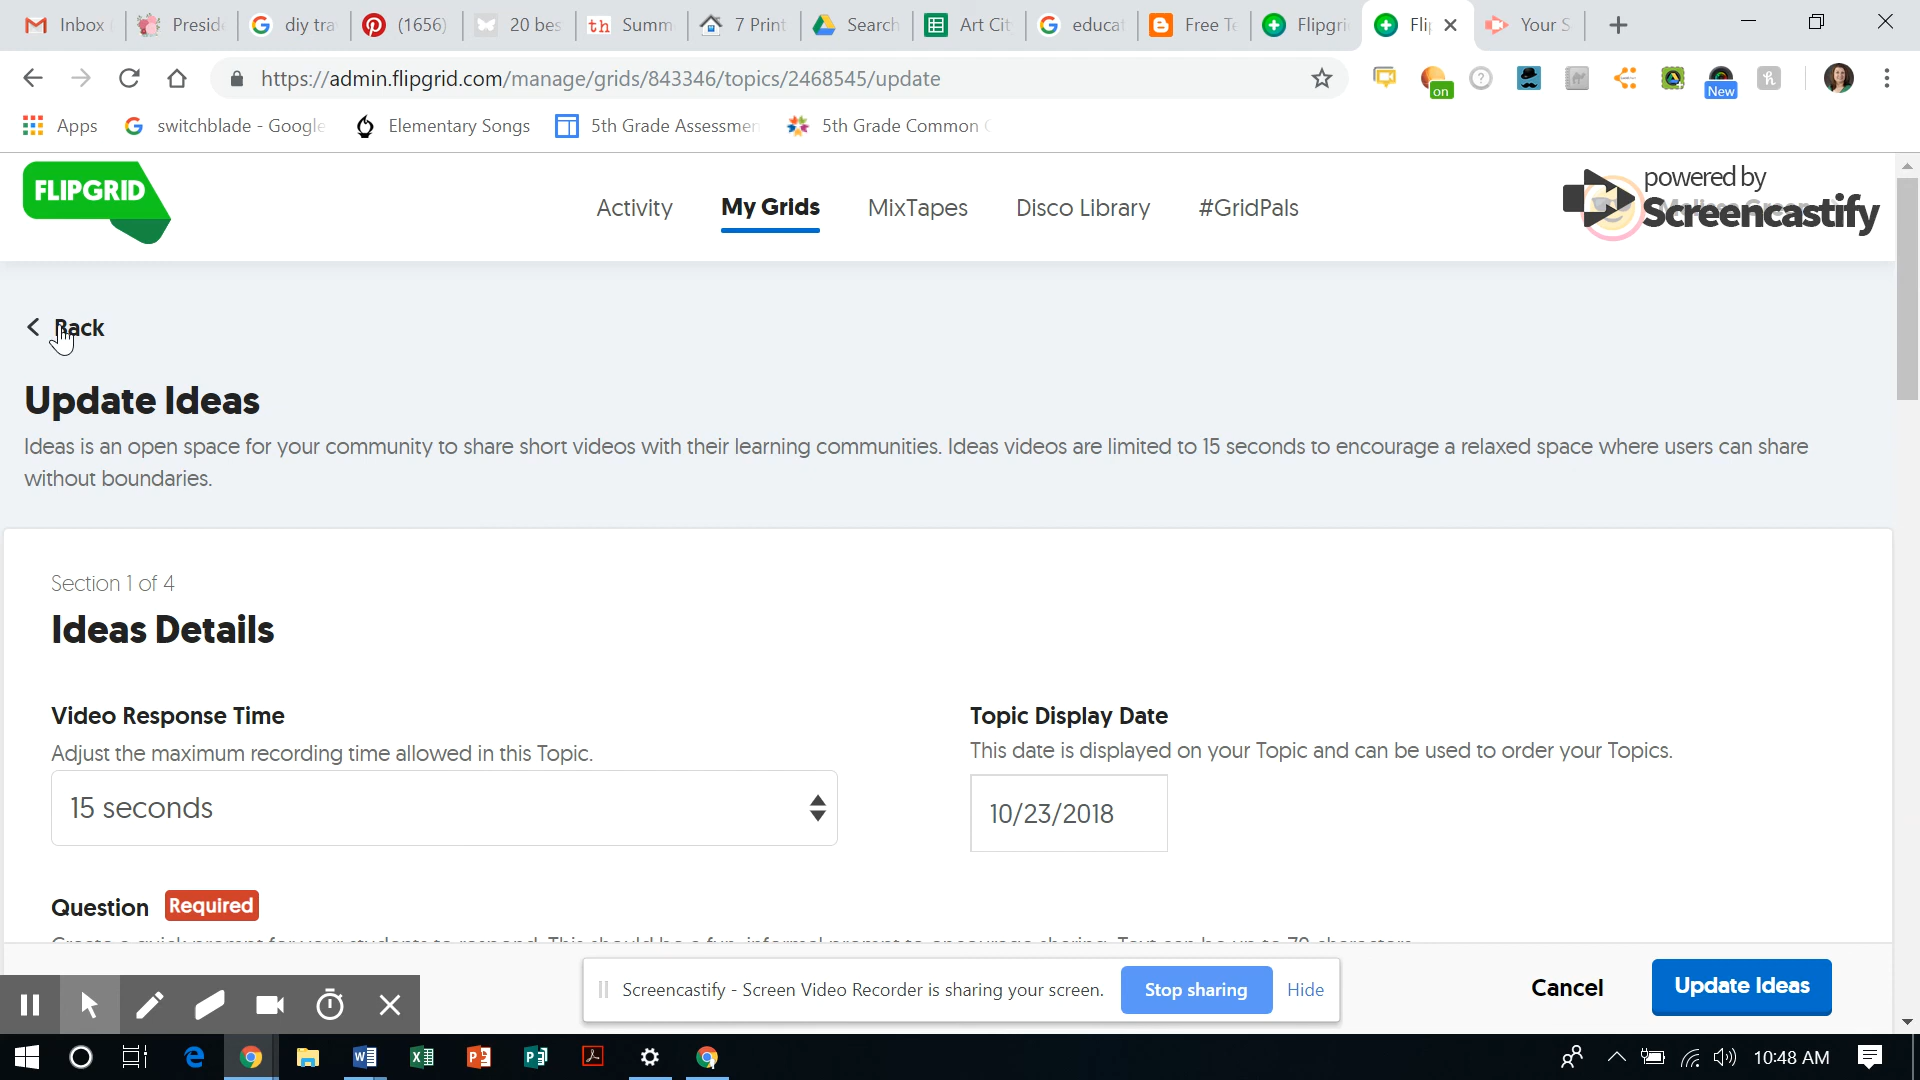 Inbox
Preside
diy tra
(1656)
20 bes
th Summ
7 Print
Search
Art Cit
educat
Free Te
Flipgri
Flip
Your S
https://admin.flipgrid.com/manage/grids/843346/topics/2468545/update
on
New
Apps
switchblade - Google
Elementary Songs
5th Grade Assessmen
5th Grade Common
FLIPGRID
Activity
My Grids
MixTapes
Disco Library
#GridPals
powered by
Screencastify
Back
Update Ideas
Ideas is an open space for your community to share short videos with their learning communities. Ideas videos are limited to 15 seconds to encourage a relaxed space where users can share
without boundaries.
Section 1 of 4
Ideas Details
Video Response Time
Adjust the maximum recording time allowed in this Topic.
15 seconds
Topic Display Date
This date is displayed on your Topic and can be used to order your Topics.
10/23/2018
Question Required
Screencastify - Screen Video Recorder is sharing your screen.
Stop sharing
Hide
Cancel
Update Ideas
10:48 AM